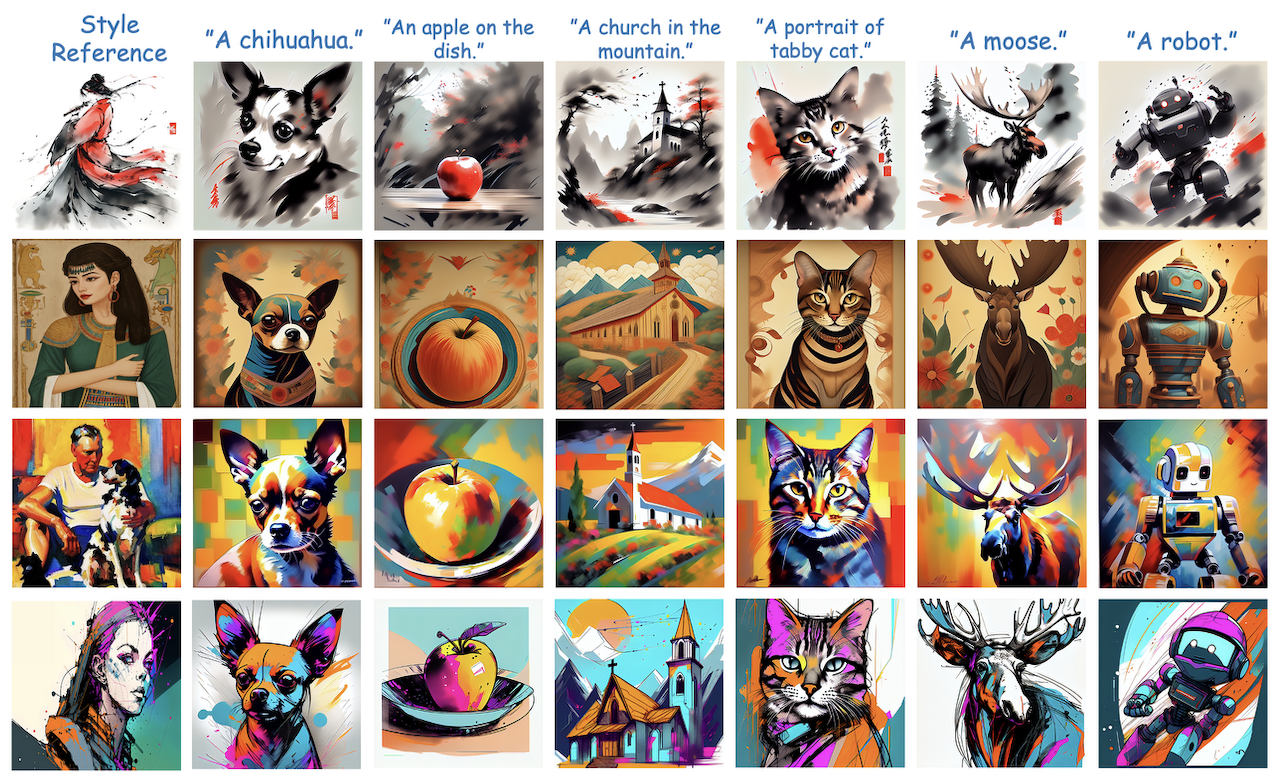 Style
Reference
"A chihuahua."
"An apple on the
dish."
"A church in the
mountain."
"A portrait of
tabby cat."
"A moose."
"A robot."